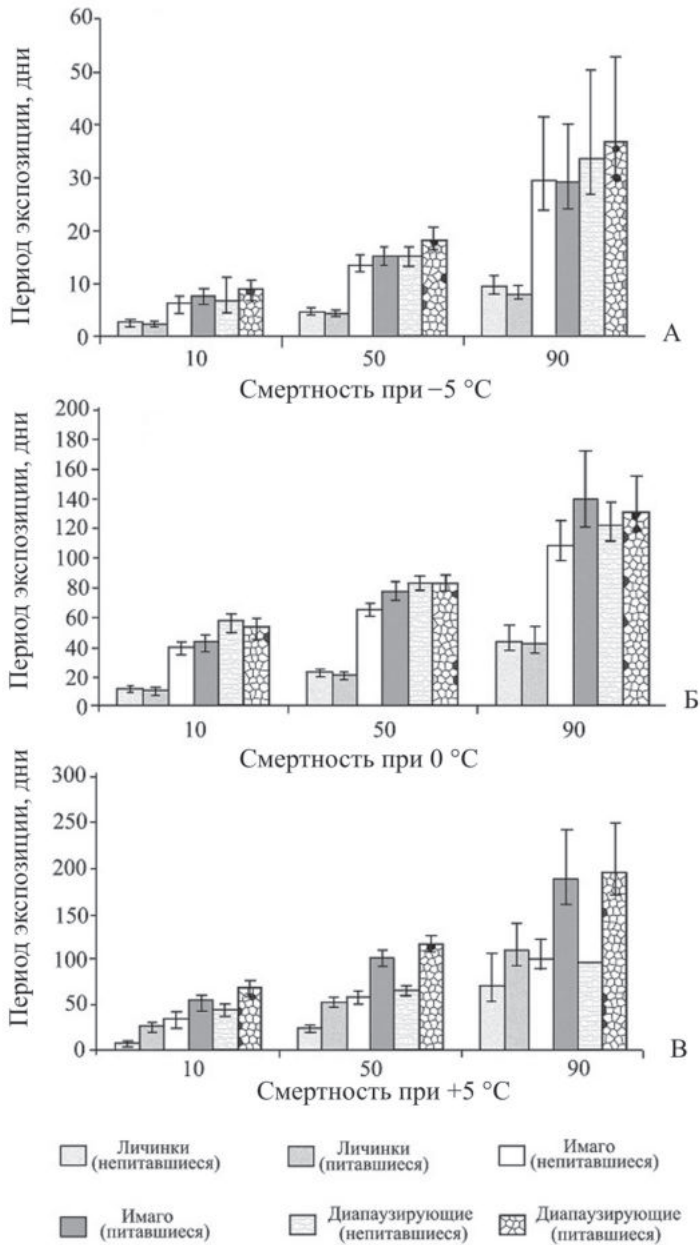 60
50
40
30
20
10
0
Период экспозиции, дни
10 50 90
А
Смертность при −5 °C
200
180
160
140
120
100
80
60
40
20
0
Период экспозиции, дни
10 50 90
Б
Смертность при 0 °C
300
250
200
150
100
50
0
Период экспозиции, дни
10 50 90
В
Смертность при +5 °C
Личинки
(непитавшиеся)
Личинки
(питавшиеся)
Имаго
(непитавшиеся)
Имаго
(питавшиеся)
Диапаузирующие
(непитавшиеся)
Диапаузирующие
(питавшиеся)